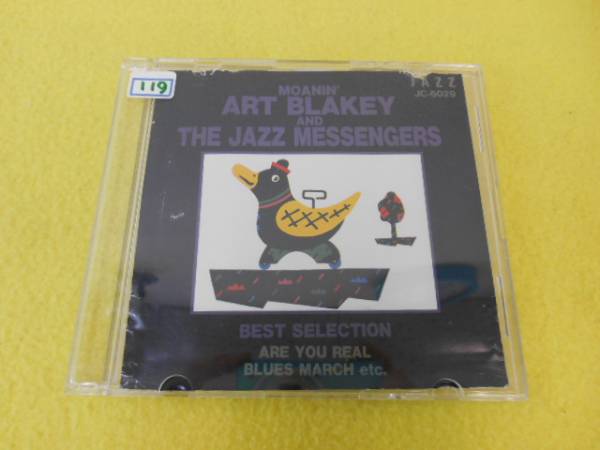 119
JAZZ
JC-5029
MOANIN'
ART BLAKEY
AND
THE JAZZ MESSENGERS
BEST SELECTION
ARE YOU REAL
BLUES MARCH etc.